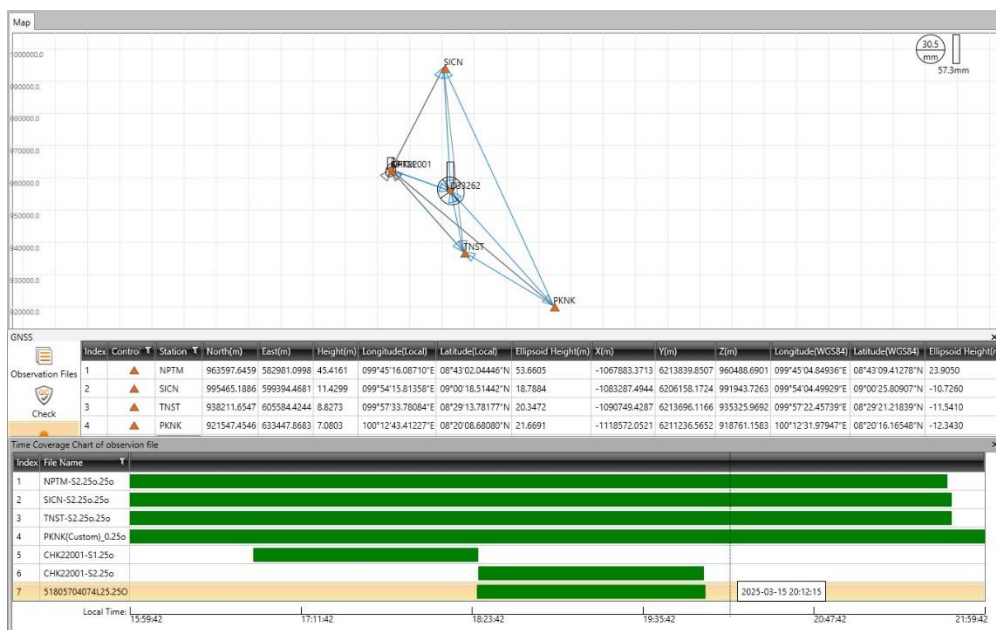 Map
1000000.0
990000.0
980000.0
970000.0
960000.0
950000.0
940000.0
930000.0
920000.0
30.5
mm
57.3mm
SICN
D33262
TNST
PKNK
GNSS
Observation Files
Check
Index Control Station North(m) East(m) Height(m) Longitude(Local) Latitude(Local) Ellipsoid Height(m) X(m) Y(m) Z(m) Longitude(WGS84) Latitude(WGS84) Ellipsoid Height(
1 NPTM 963597.6459 582981.0998 45.4161 099°45'16.08710"E 08°43'02.04446"N 53.6605 -1067883.3713 6213839.8507 960488.6901 099°45'04.84936"E 08°43'09.41278"N 23.9050
2 SICN 995465.1886 599394.4681 11.4299 099°54'15.81358"E 09°00'18.51442"N 18.7884 -1083287.4944 6206158.1724 991943.7263 099°54'04.49929"E 09°00'25.80907"N -10.7260
3 TNST 938211.6547 605584.4244 8.8273 099°57'33.78084"E 08°29'13.78177"N 20.3472 -1090749.4287 6213696.1166 935325.9692 099°57'22.45739"E 08°29'21.21839"N -11.5410
4 PKNK 921547.4546 633447.8683 7.0803 100°12'43.41227"E 08°20'08.68080"N 21.6691 -1118572.0521 6211236.5652 918761.1583 100°12'31.97947"E 08°20'16.16548"N -12.3430
Time Coverage Chart of observion file
Index File Name
1 NPTM-S2.25o.25o
2 SICN-S2.25o.25o
3 TNST-S2.25o.25o
4 PKNK(Custom)_0.25o
5 CHK22001-S1.25o
6 CHK22001-S2.25o
7 51805704074L25.25O
2025-03-15 20:12:15
Local Time:
15:59:42 17:11:42 18:23:42 19:35:42 20:47:42 21:59:42